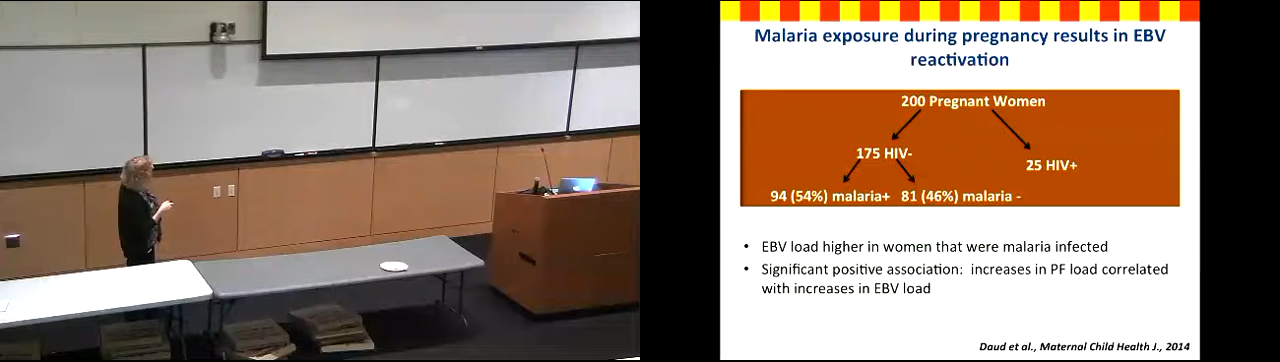 Malaria exposure during pregnancy results in EBV
reactivation
200 Pregnant Women
175 HIV-
25 HIV+
94 (54%) malaria+ 81 (46%) malaria -
• EBV load higher in women that were malaria infected
• Significant positive association: increases in PF load correlated
with increases in EBV load
Daud et al., Maternal Child Health J., 2014